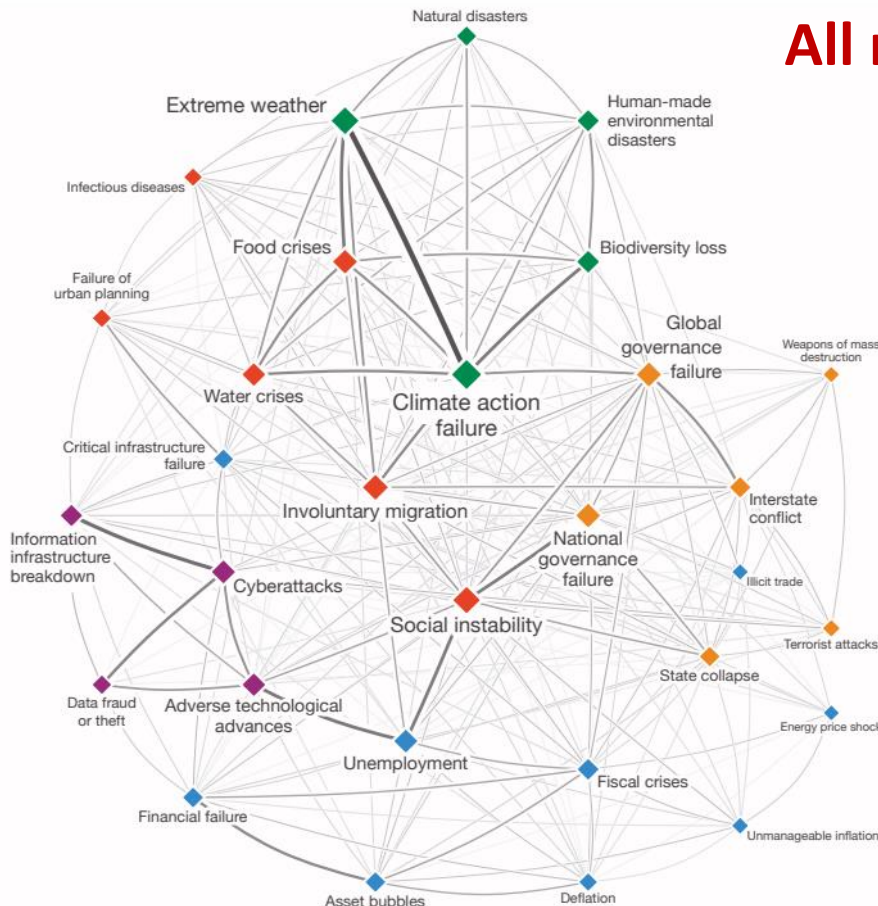 Natural disasters
All
Extreme weather
Human-made
environmental
disasters
Infectious diseases
Food crises
Biodiversity loss
Failure of
urban planning
Global
governance
failure
Weapons of mass
destruction
Water crises
Climate action
failure
Critical infrastructure
failure
Involuntary migration
Interstate
conflict
National
governance
failure
Information
infrastructure
breakdown
Cyberattacks
Illicit trade
Social instability
Terrorist attacks
State collapse
Data fraud
or theft
Adverse technological
advances
Energy price shock
Unemployment
Fiscal crises
Financial failure
Unmanageable inflation
Asset bubbles
Deflation